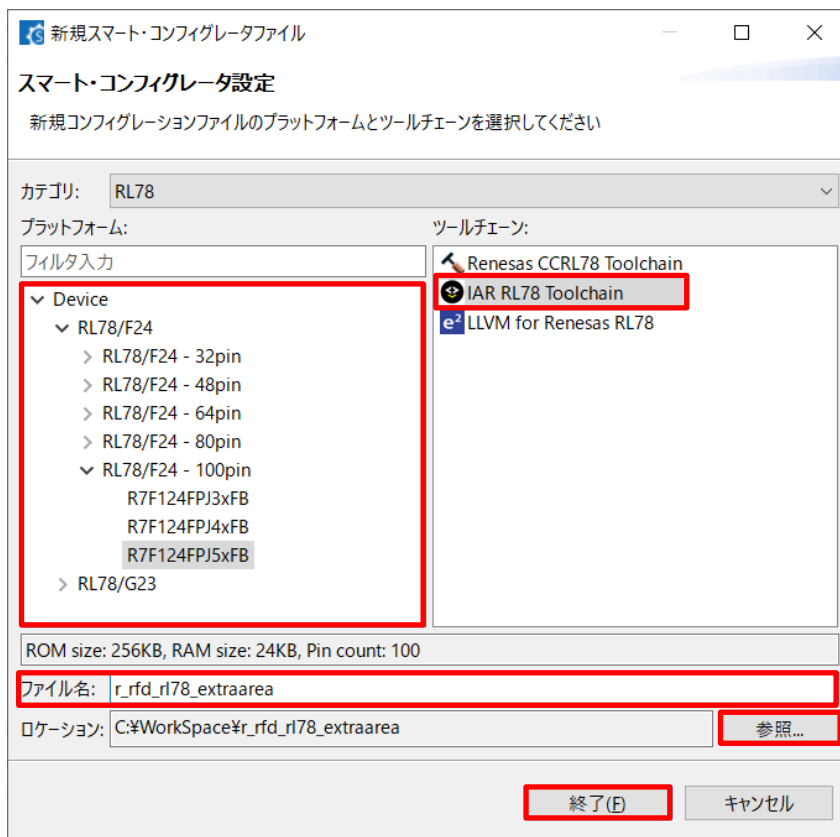 新規スマート・コンフィグレータファイル
スマート・コンフィグレータ設定
新規コンフィグレーションファイルのプラットフォームとツールチェーンを選択してください
カテゴリ: RL78
プラットフォーム:
フィルタ入力
Device
RL78/F24
RL78/F24 - 32pin
RL78/F24 - 48pin
RL78/F24 - 64pin
RL78/F24 - 80pin
RL78/F24 - 100pin
R7F124FPJ3xFB
R7F124FPJ4xFB
R7F124FPJ5xFB
RL78/G23
ツールチェーン:
Renesas CCRL78 Toolchain
IAR RL78 Toolchain
e² LLVM for Renesas RL78
ROM size: 256KB, RAM size: 24KB, Pin count: 100
ファイル名: r_rfd_rl78_extraarea
ロケーション: C:¥WorkSpace¥r_rfd_rl78_extraarea 参照...
終了(F) キャンセル